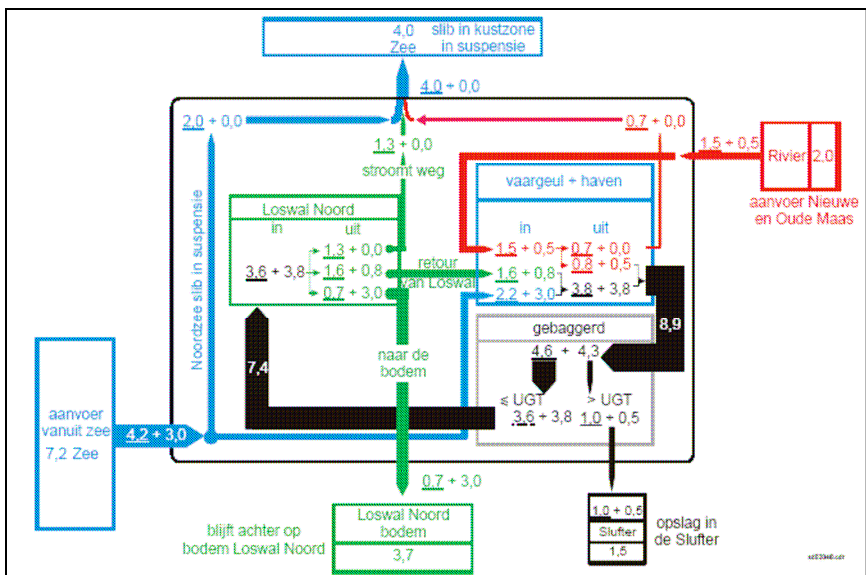 4,0
Zee
slib in kustzone
in suspensie
4,0 + 0,0
2,0 + 0,0
0,7 + 0,0
1,3 + 0,0
stroomt weg
1,5 + 0,5
Rivier 2,0
aanvoer Nieuwe
en Oude Maas
vaargeul + haven
in uit
1,5 + 0,5 0,7 + 0,0
0,8 + 0,5
1,6 + 0,8
2,2 + 3,0 3,8 + 3,8
Loswal Noord
in uit
1,3 + 0,0
3,6 + 3,8 1,6 + 0,8
0,7 + 3,0
retour
van Loswal
Noordzee slib in suspensie
8,9
gebaggerd
4,6 + 4,3
≤ UGT > UGT
3,6 + 3,8 1,0 + 0,5
7,4
naar de
bodem
aanvoer
vanuit zee
7,2 Zee
4,2 + 3,0
0,7 + 3,0
blijft achter op
bodem Loswal Noord
Loswal Noord
bodem
3,7
1,0 + 0,5
Slufter
1,5
opslag in
de Slufter